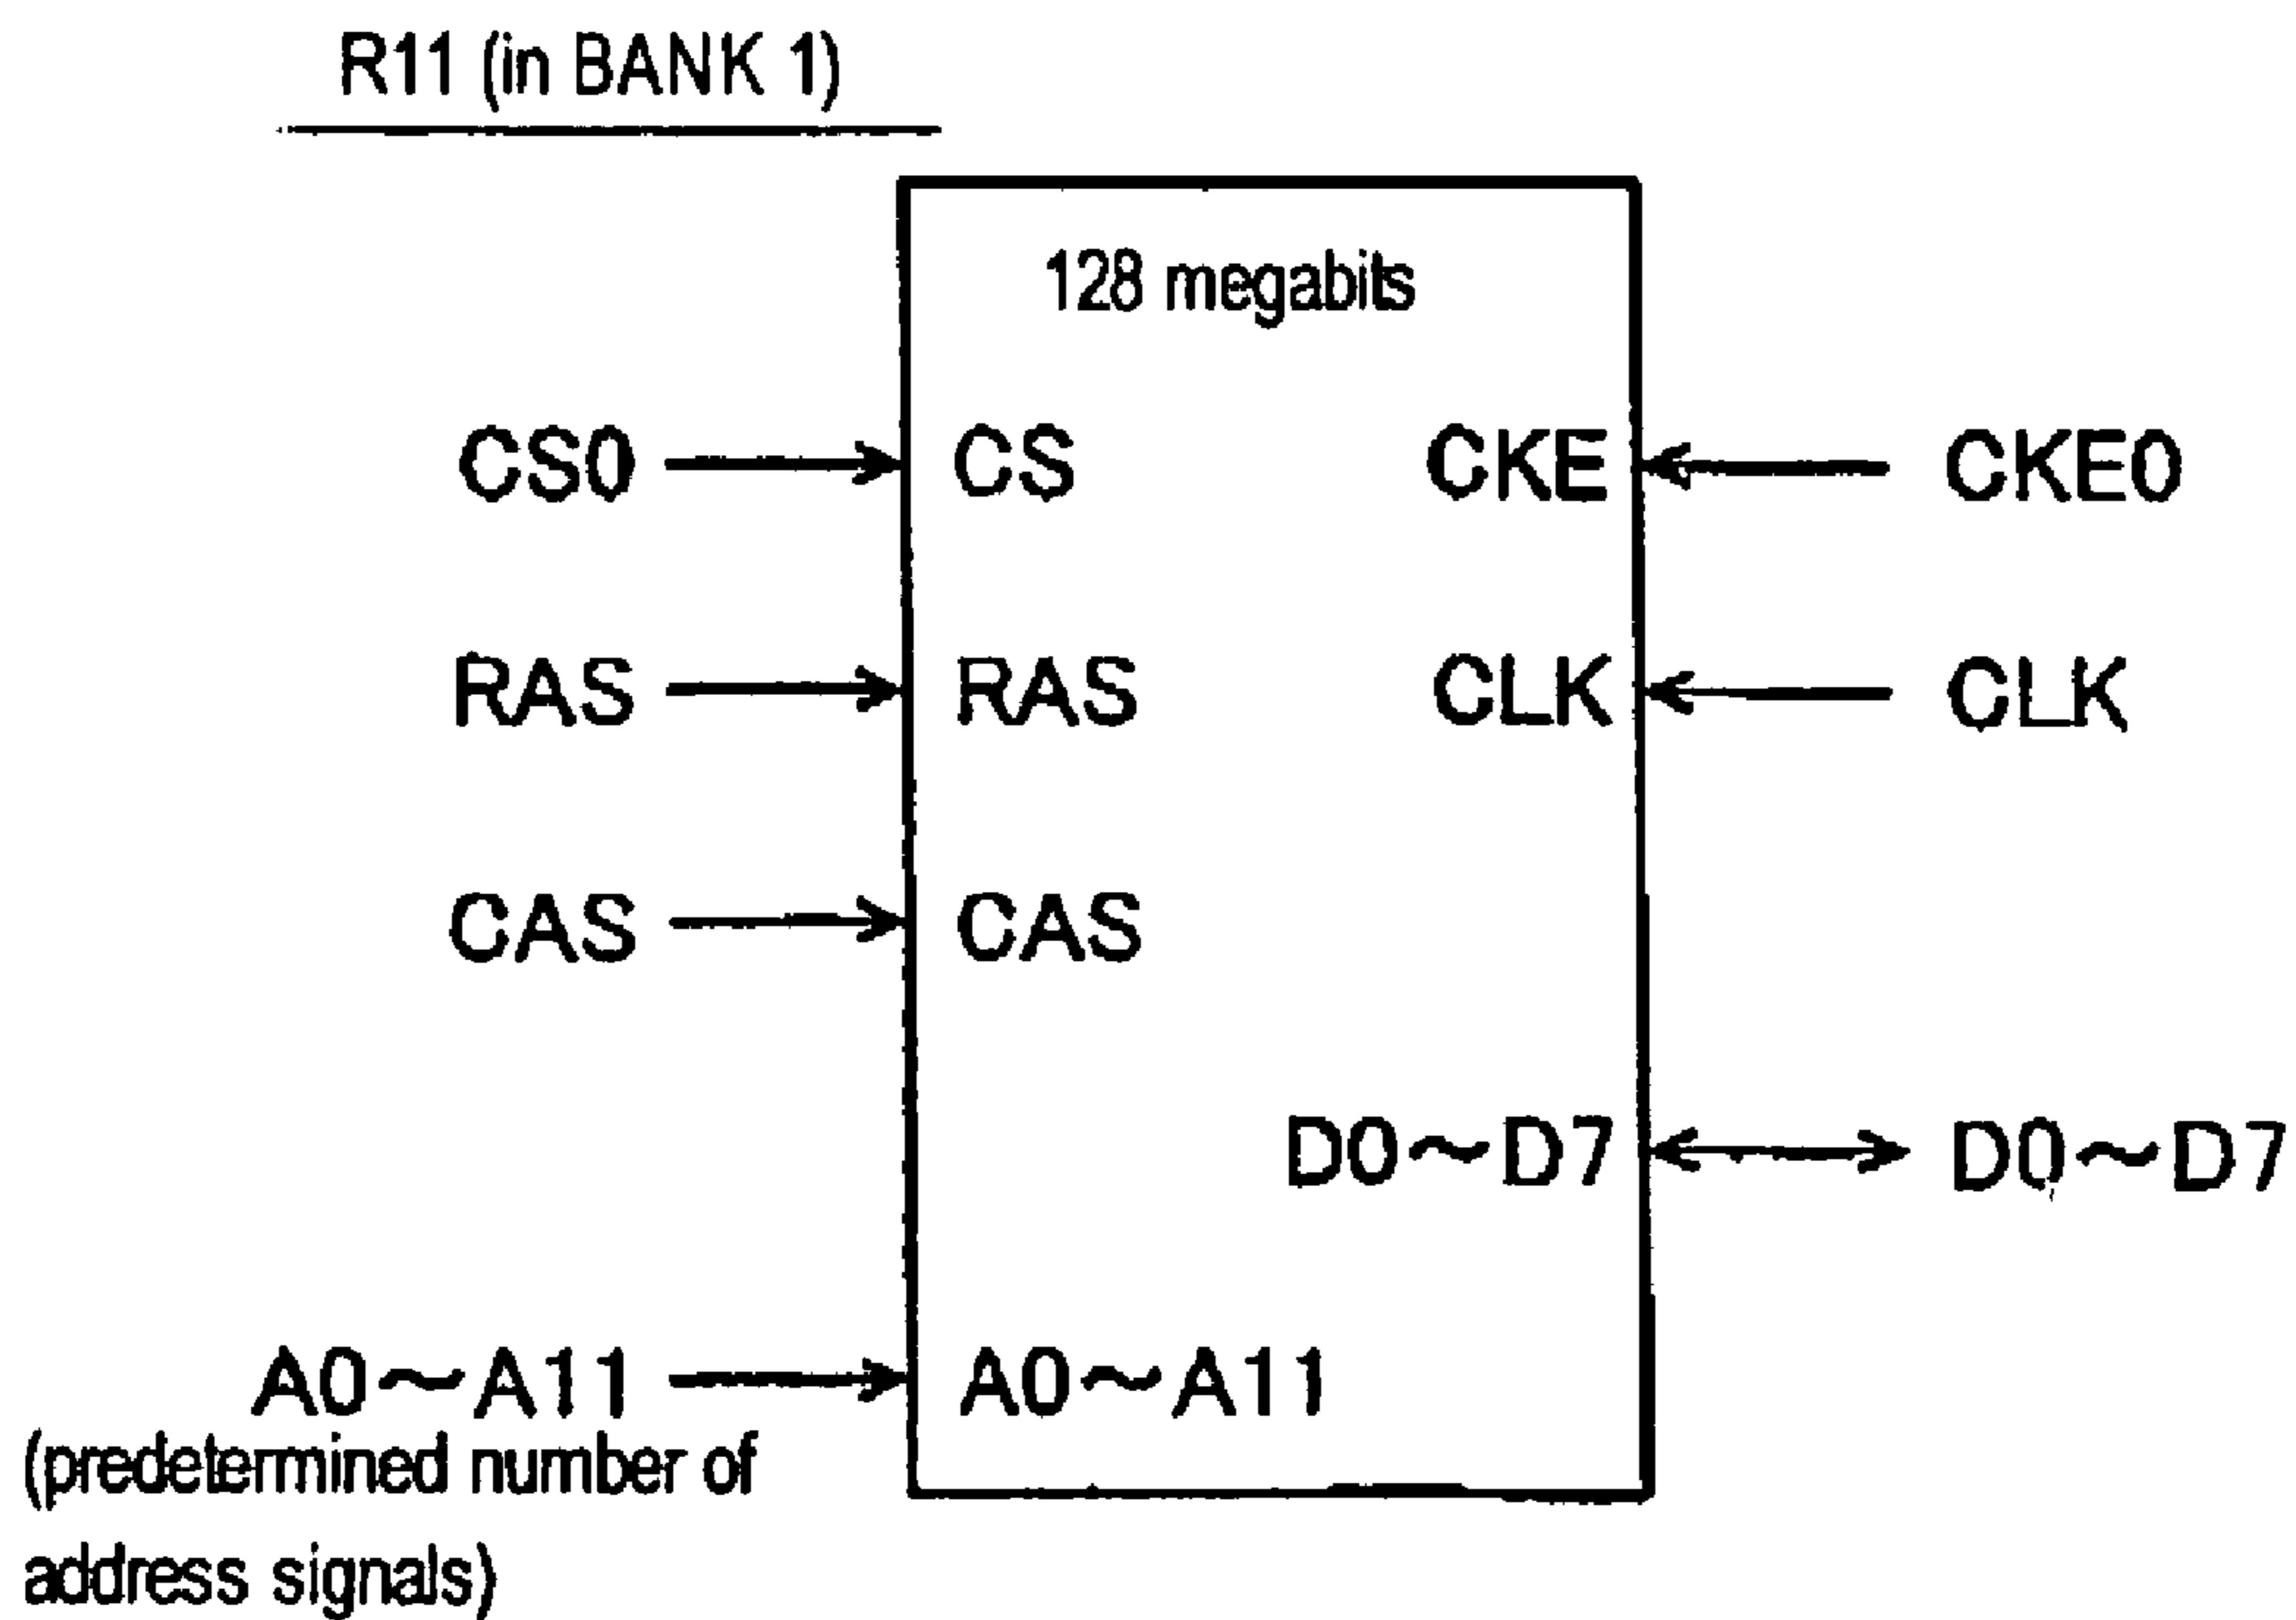 R11 (in BANK 1)
128 megabits
CS0 CS CKE CKE0
RAS RAS CLK CLK
CAS CAS
D0~D7 D0~D7
A0~A11 A0~A11
(predetermined number of
address signals)